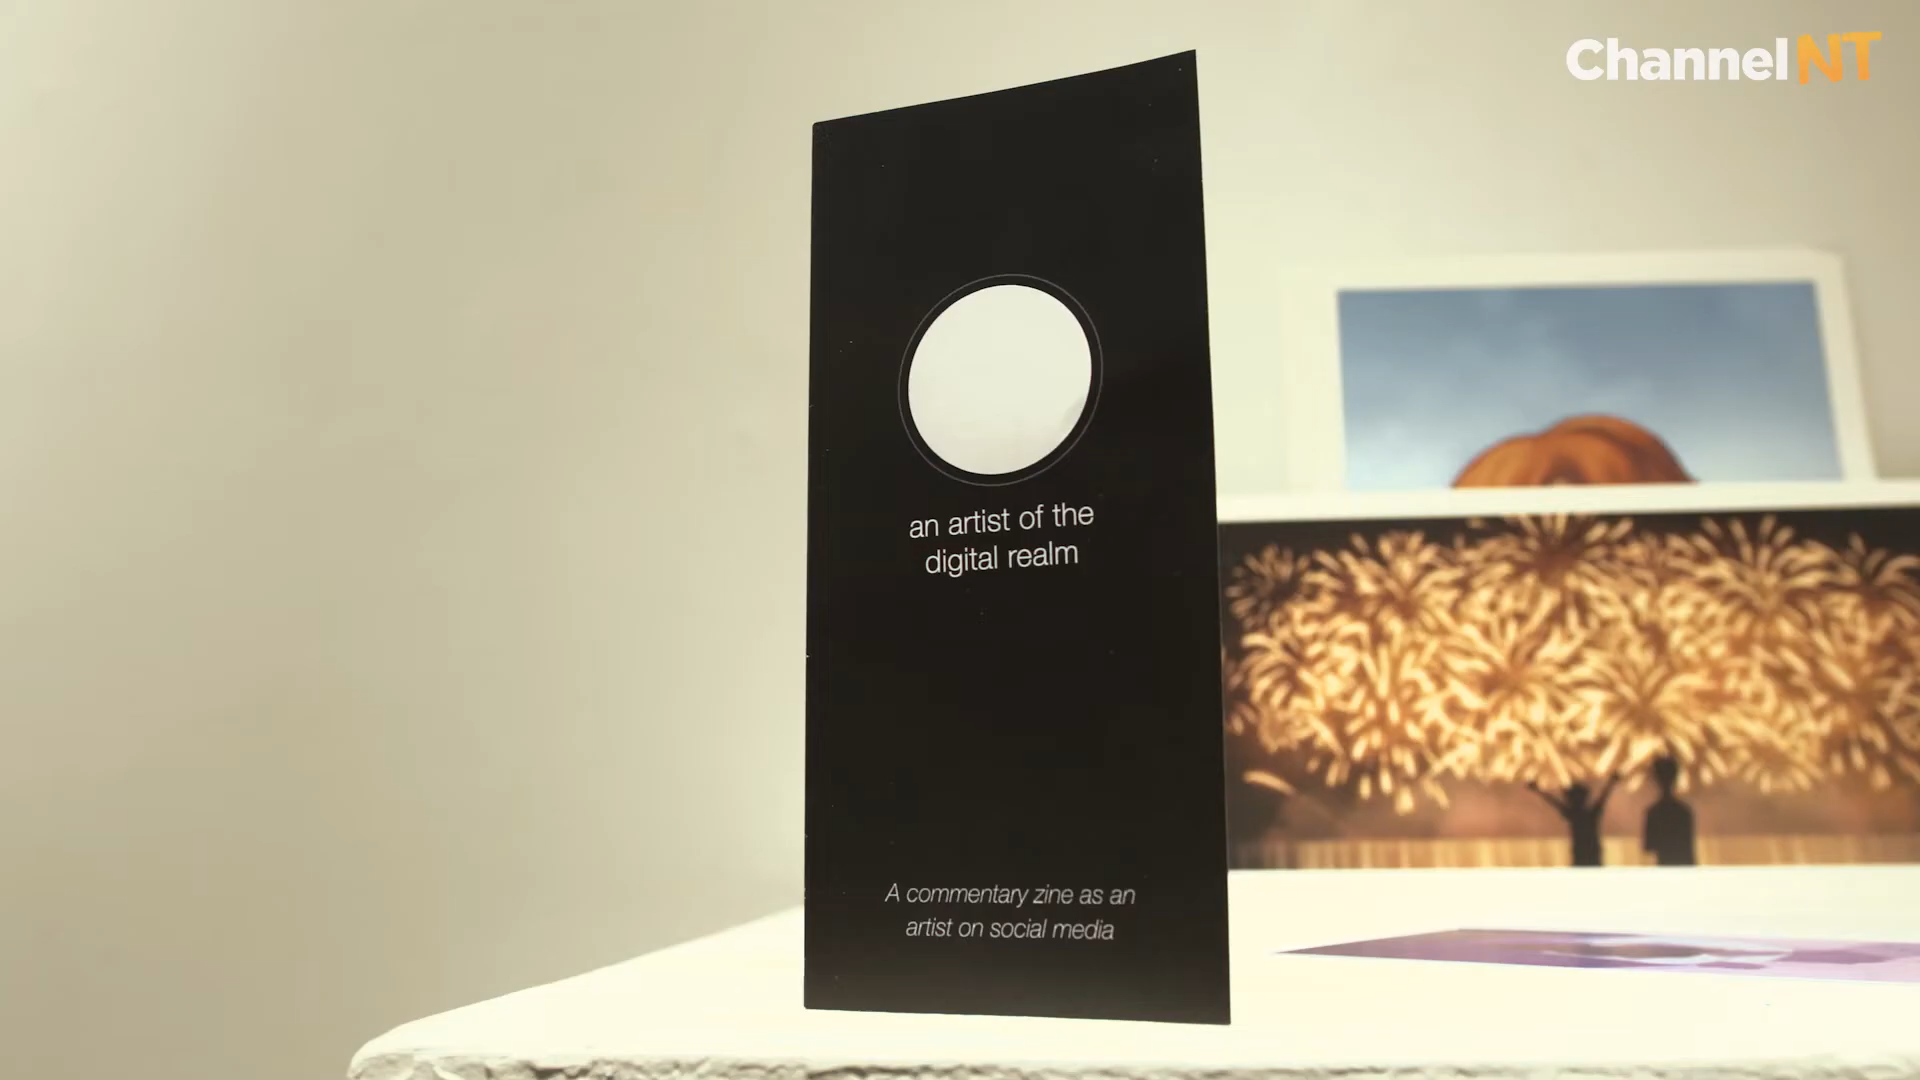 ChannelNT
an artist of the
digital realm
A commentary zine as an
artist on social media